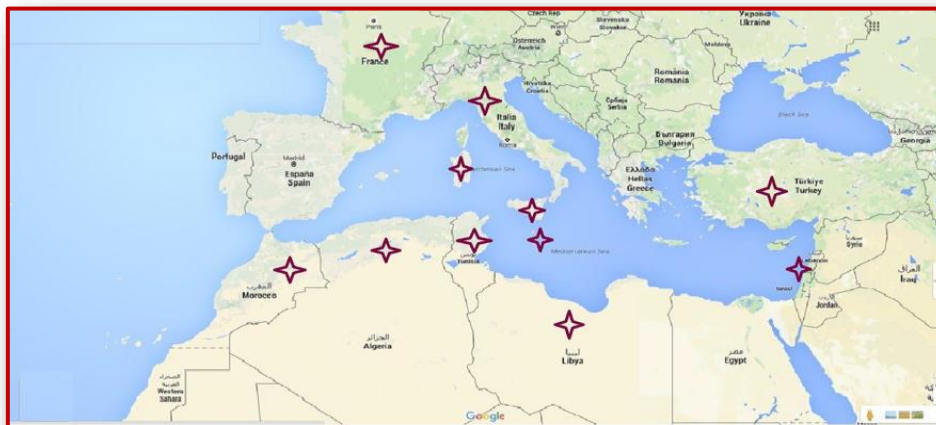 Paris
France
Czech Rep.
Österreich
Austria
Slovensko
Slovakia
Moldova
Україна
Ukraine
România
Romania
Hrvatska
Croatia
Србија
Serbia
Italia
Italy
Roma
България
Bulgaria
Black Sea
Georgia
Portugal
Madrid
España
Spain
Ελλάδα
Hellas
Greece
Türkiye
Turkey
Mediterranean Sea
Tunisia
Syria
Lebanon
Israel
Jordan
العراق
Iraq
المغرب
Morocco
الجزائر
Algeria
ليبيا
Libya
مصر
Egypt
الصحراء
الغربية
Western
Sahara
Google